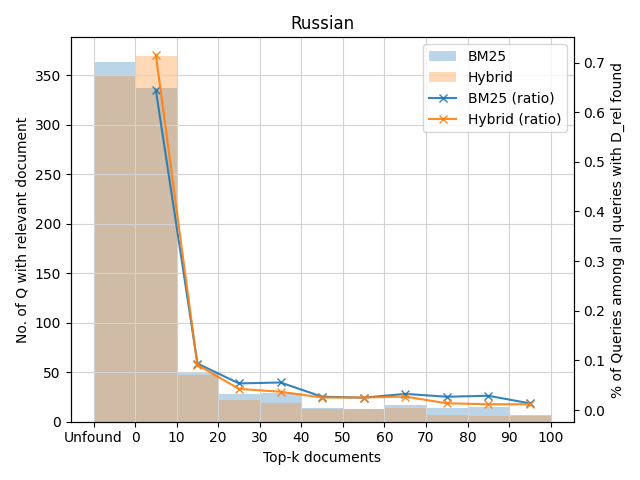 Russian
BM25
Hybrid
BM25 (ratio)
Hybrid (ratio)
No. of Q with relevant document
350
300
250
200
150
100
50
0
% of Queries among all queries with D_rel found
0.7
0.6
0.5
0.4
0.3
0.2
0.1
0.0
Unfound 0 10 20 30 40 50 60 70 80 90 100
Top-k documents